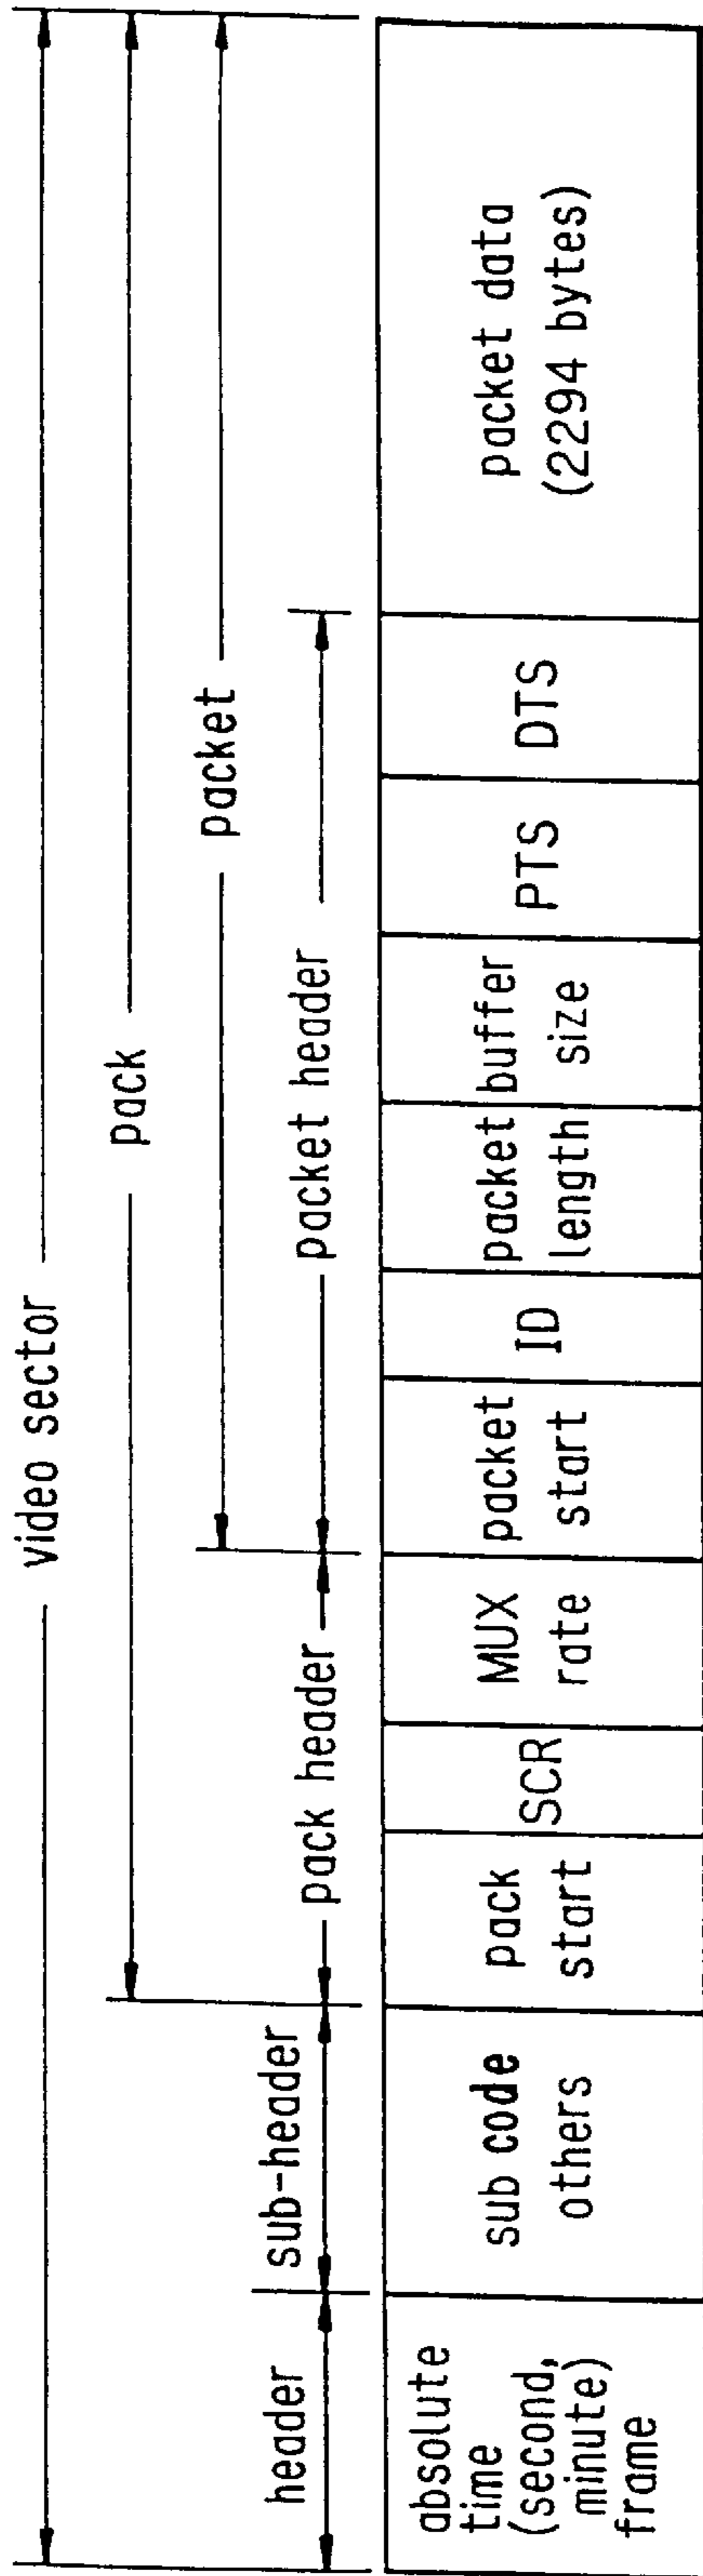 video sector
pack
packet
header
sub-header
pack header
packet header
absolute
time
(second,
minute)
frame
sub code
others
pack
start
SCR
MUX
rate
packet
start
ID
packet
length
buffer
size
PTS
DTS
packet data
(2294 bytes)